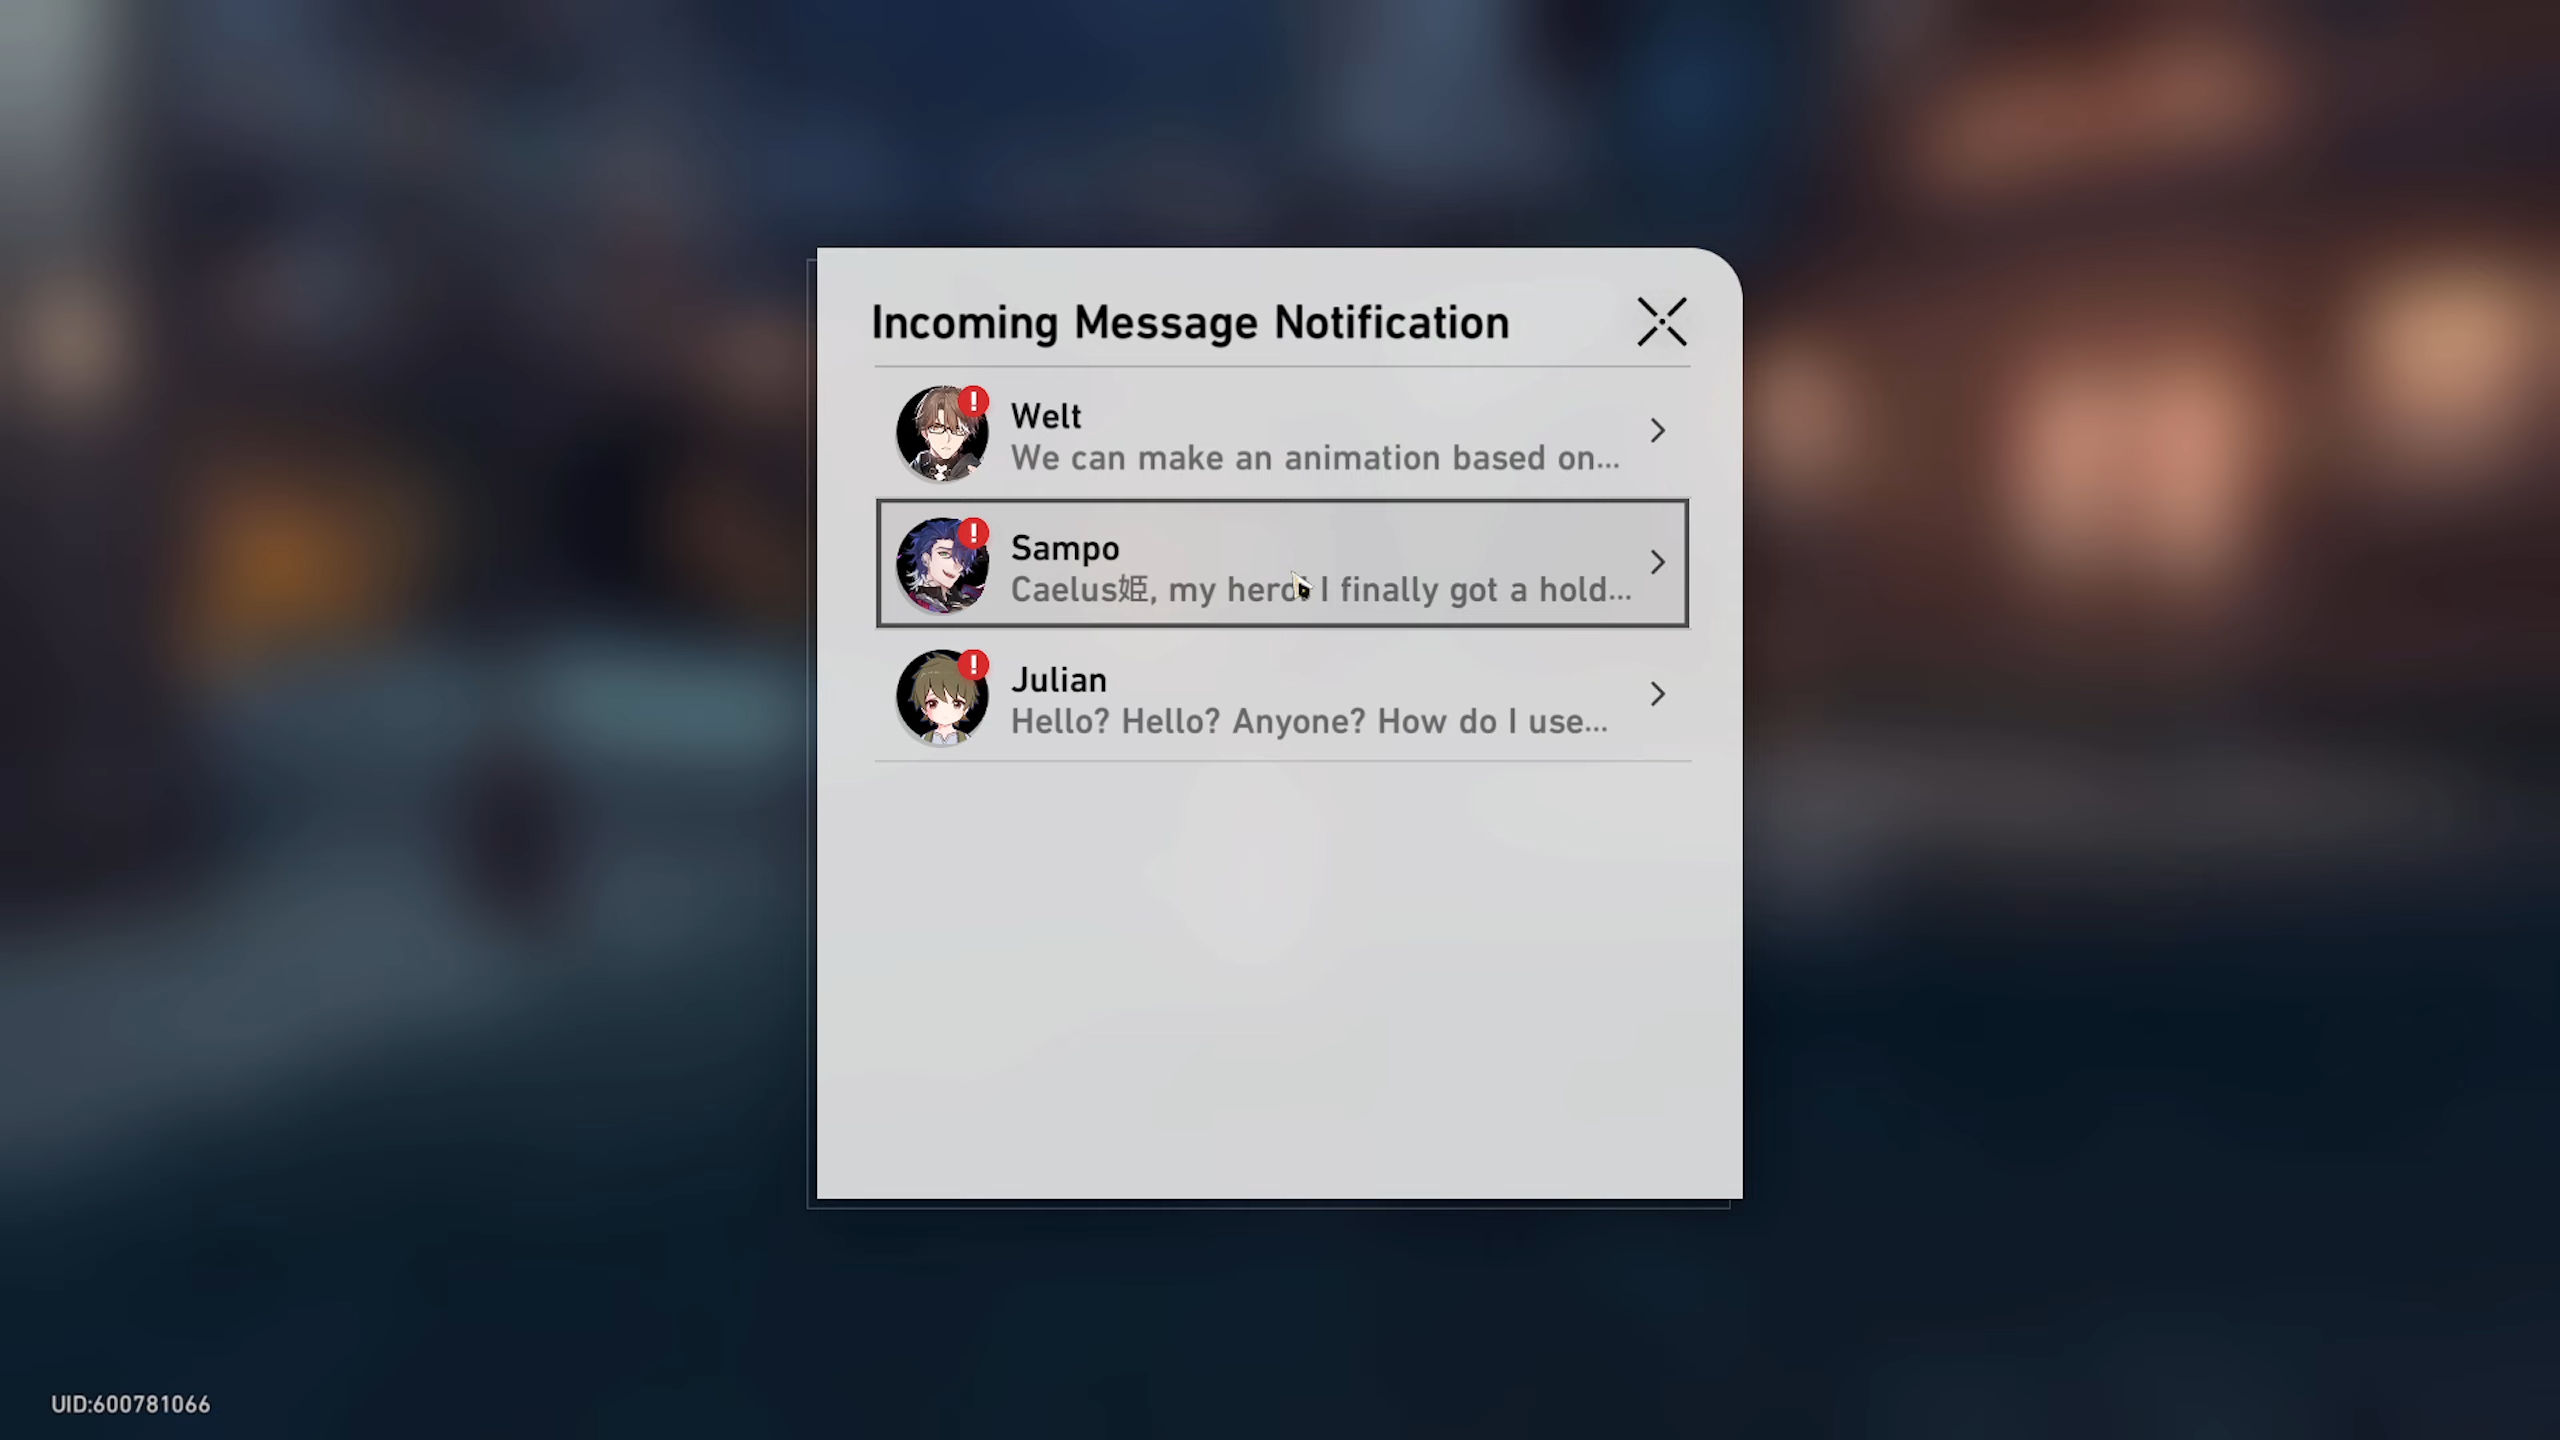 Incoming Message Notification
Welt
We can make an animation based on...
Sampo
Caelus姫, my hero! I finally got a hold...
Julian
Hello? Hello? Anyone? How do I use...
UID:600781066